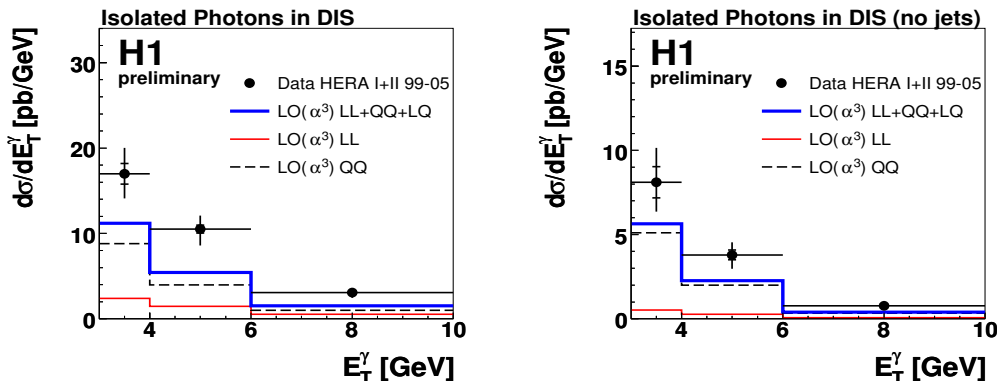 Isolated Photons in DIS
H1
preliminary
Data HERA I+II 99-05
LO(α³) LL+QQ+LQ
LO(α³) LL
LO(α³) QQ
dσ/dE_T^γ [pb/GeV]
30
20
10
0
4 6 8 10
E_T^γ [GeV]
Isolated Photons in DIS (no jets)
H1
preliminary
Data HERA I+II 99-05
LO(α³) LL+QQ+LQ
LO(α³) LL
LO(α³) QQ
dσ/dE_T^γ [pb/GeV]
15
10
5
0
4 6 8 10
E_T^γ [GeV]